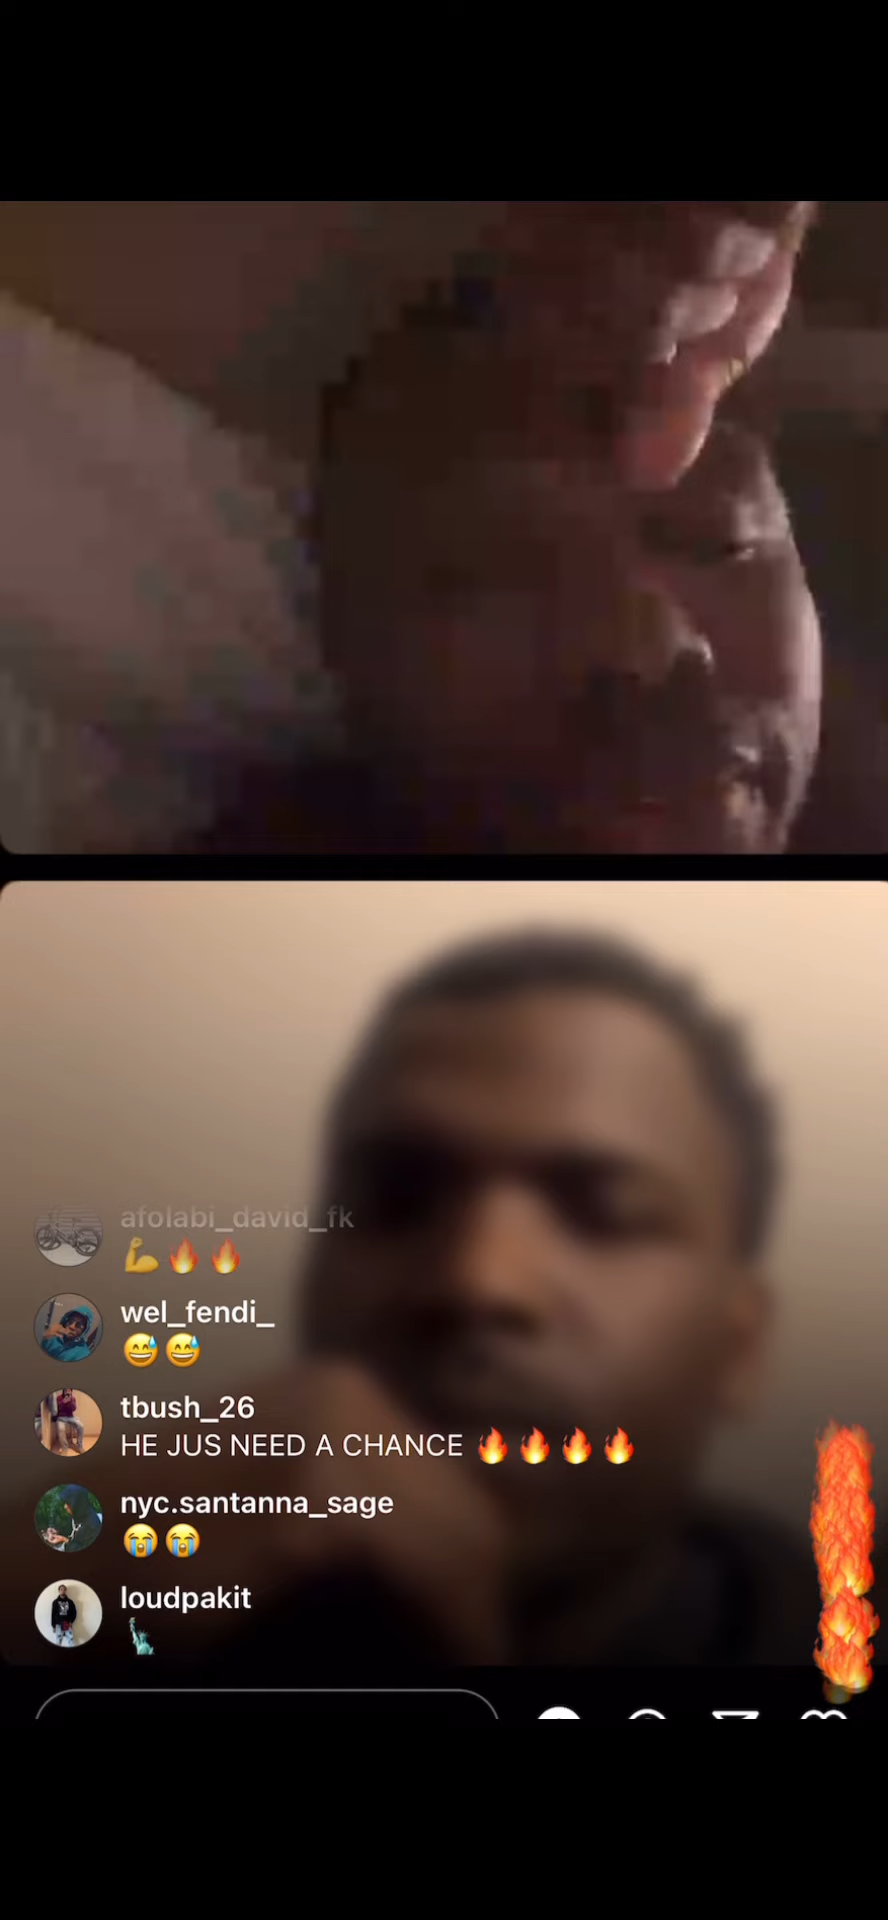 afolabi_david_fk
💪🔥🔥
wel_fendi_
😅😅
tbush_26
HE JUS NEED A CHANCE 🔥🔥🔥🔥
nyc.santanna_sage
😭😭
loudpakit
🗽